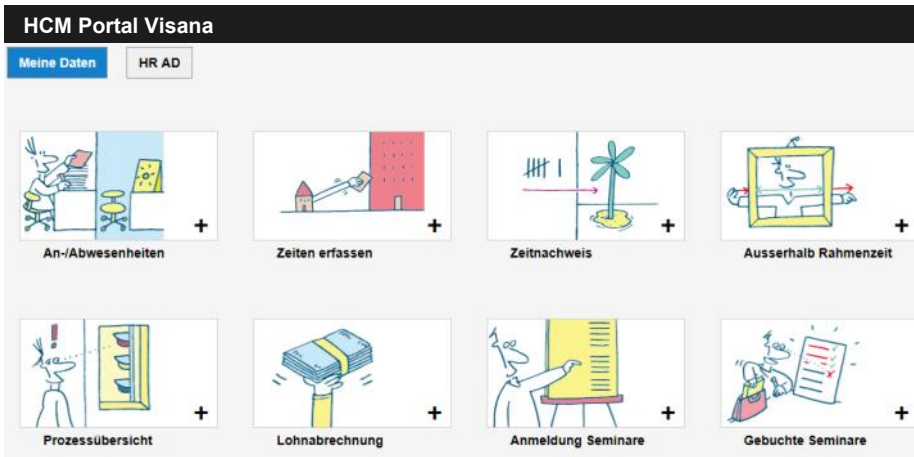 HCM Portal Visana
Meine Daten HR AD
An-/Abwesenheiten Zeiten erfassen Zeitnachweis Ausserhalb Rahmenzeit
Prozessübersicht Lohnabrechnung Anmeldung Seminare Gebuchte Seminare